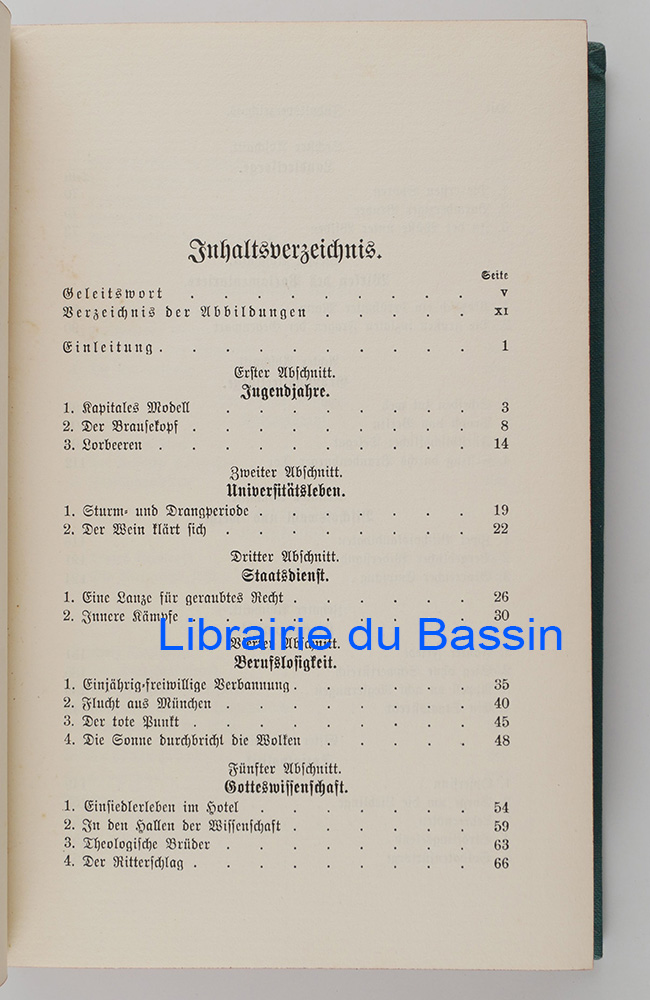 Inhaltsverzeichnis.
Seite
Geleitswort . . . . . . . . . V
Verzeichnis der Abbildungen . . . . . XI
Einleitung . . . . . . . . . . 1
Erster Abschnitt.
Jugendjahre.
1. Kapitales Modell . . . . . . . . 3
2. Der Brausekopf . . . . . . . . . 8
3. Lorbeeren . . . . . . . . . . 14
Zweiter Abschnitt.
Universitätsleben.
1. Sturm- und Drangperiode . . . . . . . 19
2. Der Wein klärt sich . . . . . . . . 22
Dritter Abschnitt.
Staatsdienst.
1. Eine Lanze für geraubtes Recht . . . . . . 26
2. Innere Kämpfe . . . . . . . . . 30
Librairie du Bassin
Vierter Abschnitt.
Berufslosigkeit.
1. Einjährig-freiwillige Verbannung . . . . . . 35
2. Flucht aus München . . . . . . . . 40
3. Der tote Punkt . . . . . . . . . 45
4. Die Sonne durchbricht die Wolken . . . . . 48
Fünfter Abschnitt.
Gotteswissenschaft.
1. Einsiedlerleben im Hotel . . . . . . . 54
2. In den Hallen der Wissenschaft . . . . . . 59
3. Theologische Brüder . . . . . . . . 63
4. Der Ritterschlag . . . . . . . . . 66